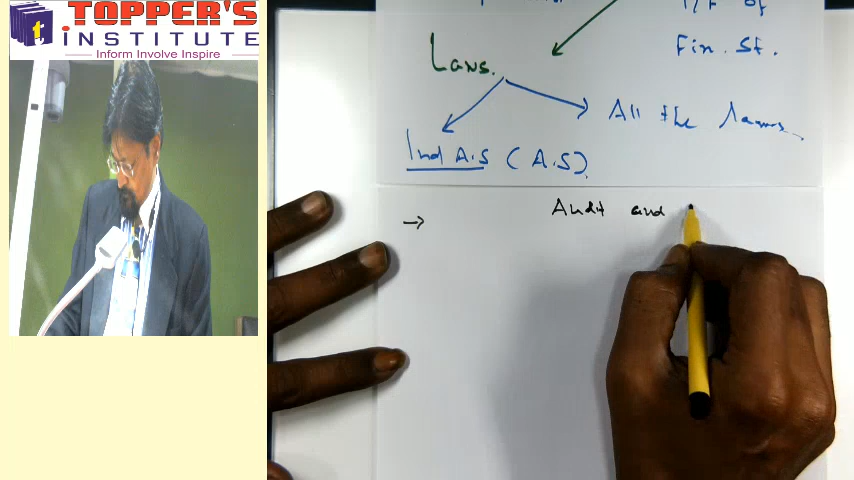 TOPPER'S
t
iNSTITUTE
Inform Involve Inspire
of
Laws.
Fin. St.
All the laws
Ind A.S (A.S)
→ Audit and